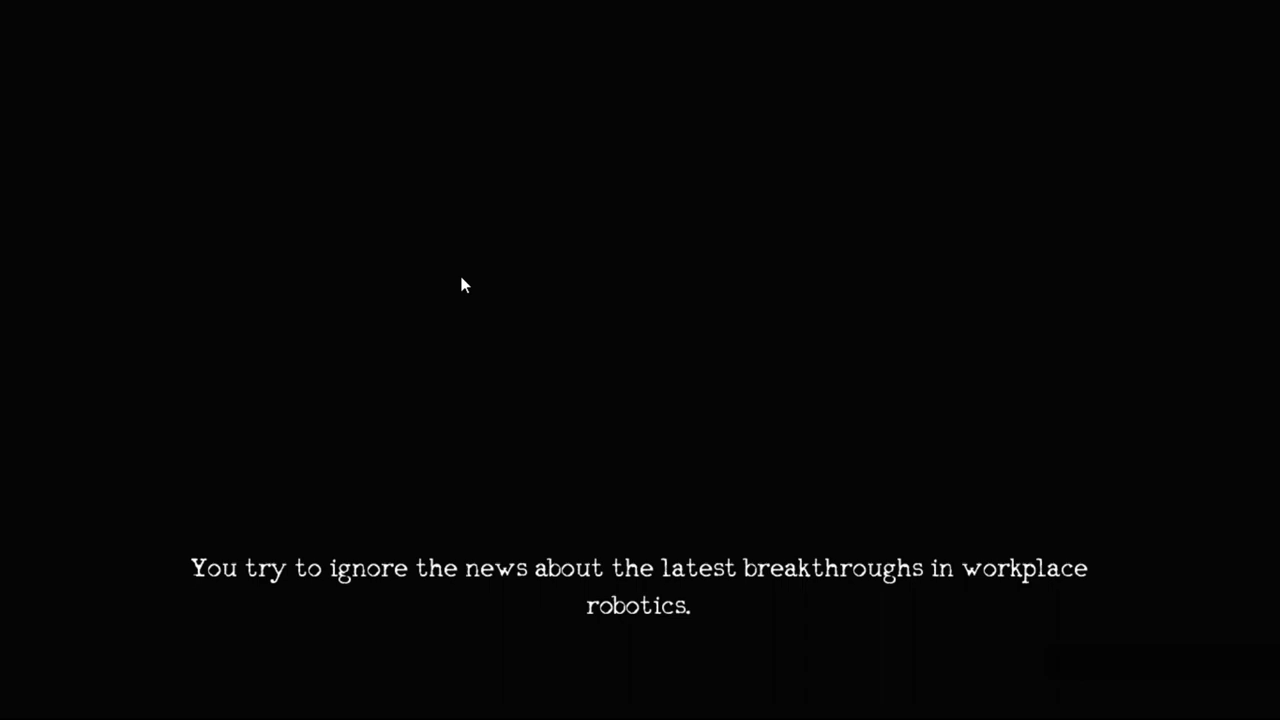 You try to ignore the news about the latest breakthroughs in workplace
robotics.